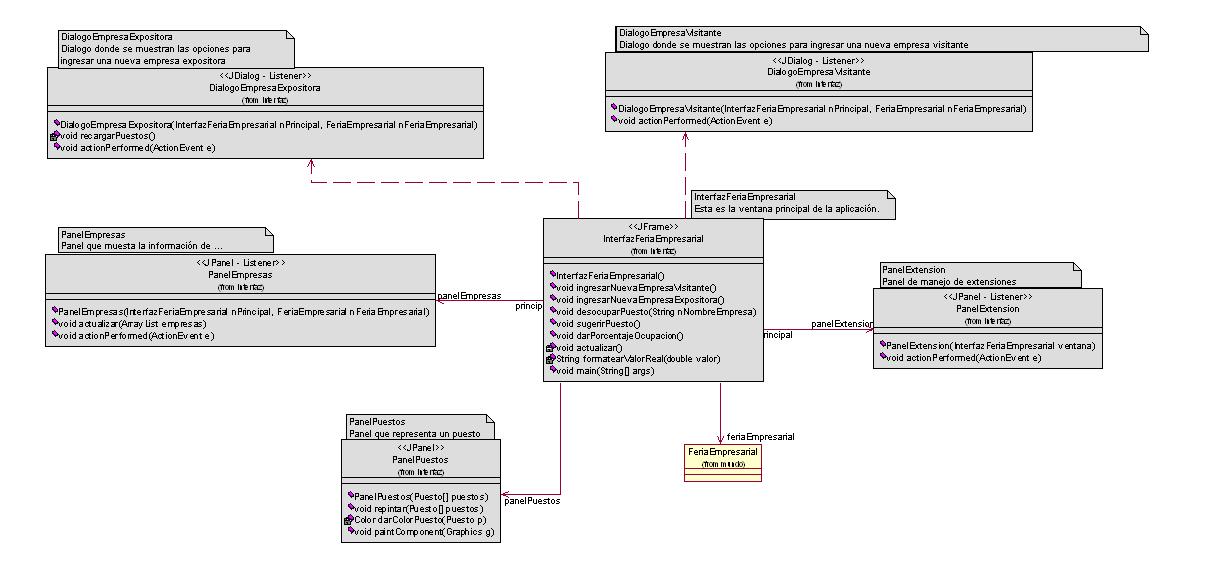 DialogoEmpresaExpositora
Dialogo donde se muestran las opciones para
ingresar una nueva empresa expositora
<<JDialog - Listener>>
DialogoEmpresaExpositora
(from Interfaz)
DialogoEmpresaExpositora(InterfazFeriaEmpresarial nPrincipal, FeriaEmpresarial nFeriaEmpresarial)
void recargarPuestos()
void actionPerformed(ActionEvent e)
DialogoEmpresaVisitante
Dialogo donde se muestran las opciones para ingresar una nueva empresa visitante
<<JDialog - Listener>>
DialogoEmpresaVisitante
(from Interfaz)
DialogoEmpresaVisitante(InterfazFeriaEmpresarial nPrincipal, FeriaEmpresarial nFeriaEmpresarial)
void actionPerformed(ActionEvent e)
InterfazFeriaEmpresarial
Esta es la ventana principal de la aplicación.
<<JFrame>>
InterfazFeriaEmpresarial
(from Interfaz)
InterfazFeriaEmpresarial()
void ingresarNuevaEmpresaVisitante()
void ingresarNuevaEmpresaExpositora()
void desocuparPuesto(String nNombreEmpresa)
void sugerirPuesto()
void darPorcentajeOcupacion()
void actualizar()
String formatearValorReal(double valor)
void main(String[] args)
PanelEmpresas
Panel que muesta la información de ...
<<JPanel - Listener>>
PanelEmpresas
(from Interfaz)
PanelEmpresas(InterfazFeriaEmpresarial nPrincipal, FeriaEmpresarial nFeriaEmpresarial)
void actualizar(ArrayList empresas)
void actionPerformed(ActionEvent e)
panelEmpresas
princip
PanelExtension
Panel de manejo de extensiones
<<JPanel - Listener>>
PanelExtension
(from Interfaz)
PanelExtension(InterfazFeriaEmpresarial ventana)
void actionPerformed(ActionEvent e)
panelExtension
rincipal
PanelPuestos
Panel que representa un puesto
<<JPanel>>
PanelPuestos
(from Interfaz)
PanelPuestos(Puesto[] puestos)
void repintar(Puesto[] puestos)
Color darColorPuesto(Puesto p)
void paintComponent(Graphics g)
panelPuestos
feriaEmpresarial
FeriaEmpresarial
(from mundo)